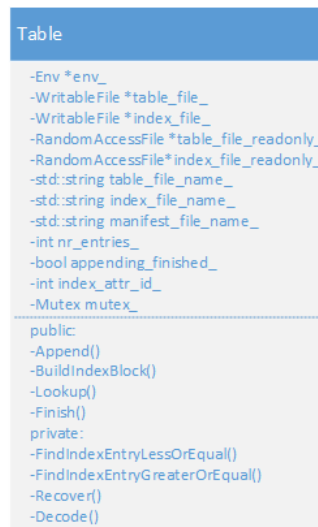 Table
-Env *env_
-WritableFile *table_file_
-WritableFile *index_file_
-RandomAccessFile *table_file_readonly_
-RandomAccessFile*index_file_readonly_
-std::string table_file_name_
-std::string index_file_name_
-std::string manifest_file_name_
-int nr_entries_
-bool appending_finished_
-int index_attr_id_
-Mutex mutex_
public:
-Append()
-BuildIndexBlock()
-Lookup()
-Finish()
private:
-FindIndexEntryLessOrEqual()
-FindIndexEntryGreaterOrEqual()
-Recover()
-Decode()